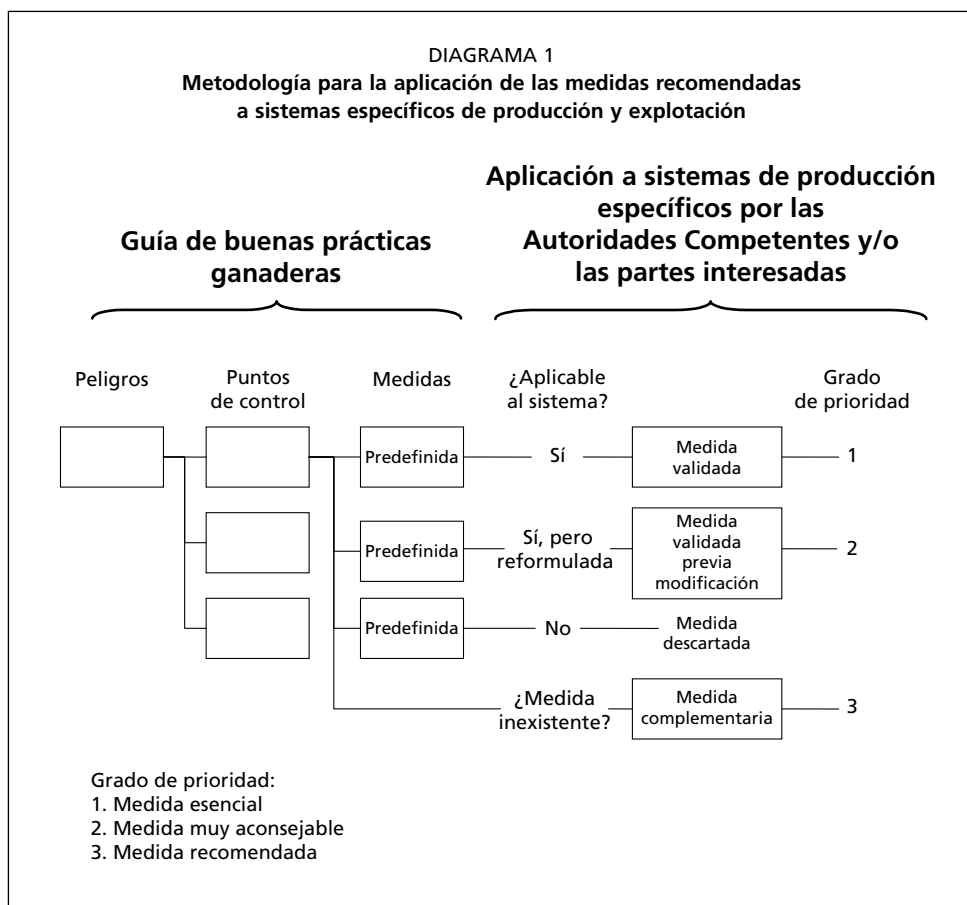 DIAGRAMA 1
Metodología para la aplicación de las medidas recomendadas
a sistemas específicos de producción y explotación
Guía de buenas prácticas
ganaderas
Aplicación a sistemas de producción
específicos por las
Autoridades Competentes y/o
las partes interesadas
Peligros
Puntos
de control
Medidas
¿Aplicable
al sistema?
Grado
de prioridad
Predefinida
Sí
Medida
validada
1
Predefinida
Sí, pero
reformulada
Medida
validada
previa
modificación
2
Predefinida
No
Medida
descartada
¿Medida
inexistente?
Medida
complementaria
3
Grado de prioridad:
1. Medida esencial
2. Medida muy aconsejable
3. Medida recomendada